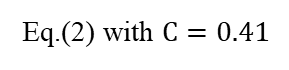 Eq.(2) with C = 0.41